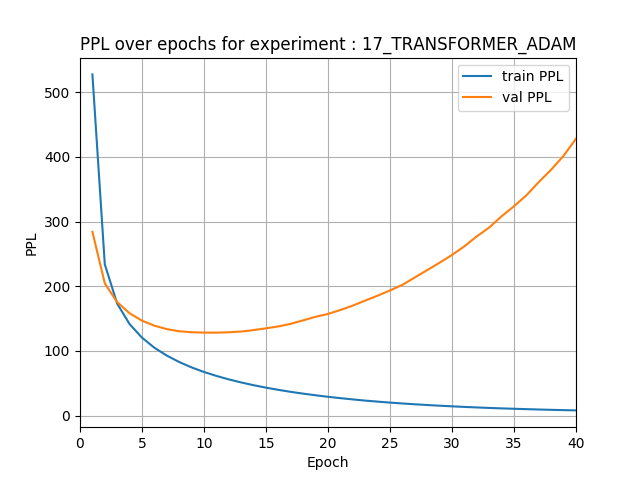 PPL over epochs for experiment : 17_TRANSFORMER_ADAM
train PPL
val PPL
500
400
300
200
100
0
PPL
0 5 10 15 20 25 30 35 40
Epoch